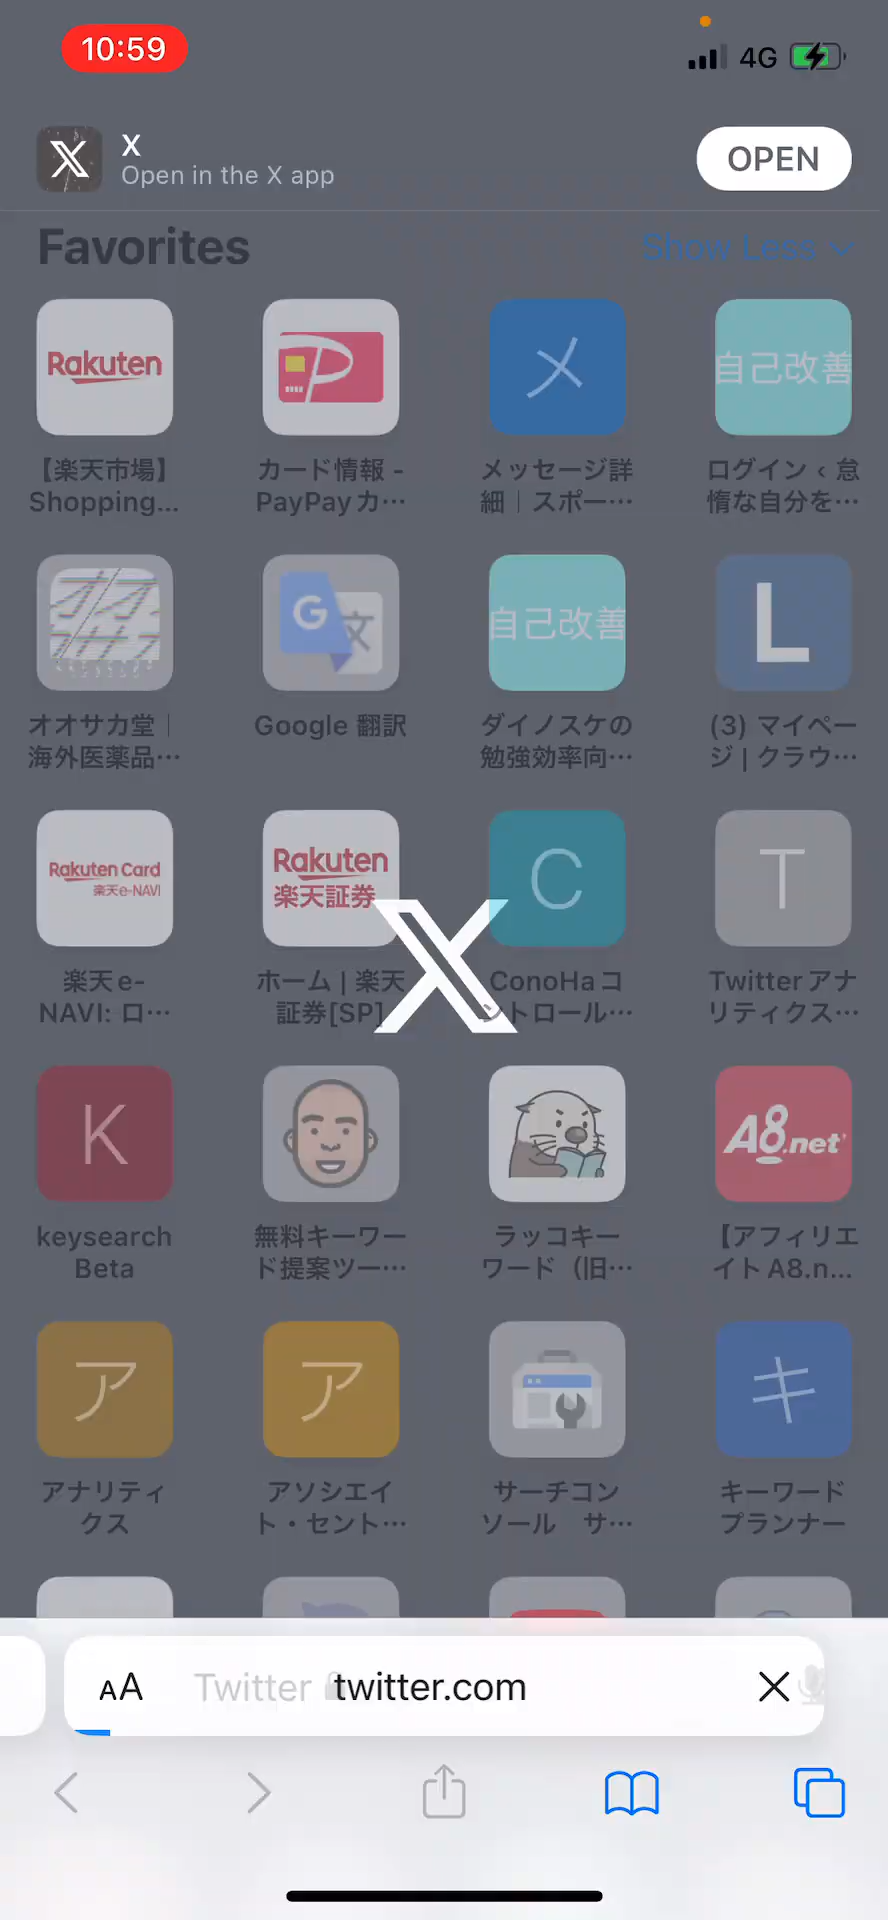 10:59
4G
X
Open in the X app
OPEN
Favorites
Show Less
Rakuten
P
メ
自己改善
【楽天市場】
Shopping...
カード情報 -
PayPay カ…
メッセージ詳
細｜スポー…
ログイン ‹ 怠
惰な自分を…
G 文
自己改善
L
オオサカ堂｜
海外医薬品…
Google 翻訳
ダイノスケの
勉強効率向…
(3) マイペー
ジ | クラウ…
Rakuten Card
楽天e-NAVI
Rakuten
楽天証券
C
T
楽天 e-
NAVI: ロ…
ホーム | 楽天
証券[SP]
ConoHa コ
ントロール…
Twitter アナ
リティクス…
K
A8.net
keysearch
Beta
無料キーワー
ド提案ツー…
ラッコキー
ワード（旧…
【アフィリエ
イト A8.n...
ア
ア
キ
アナリティ
クス
アソシエイ
ト・セント…
サーチコン
ソール サ…
キーワード
プランナー
AA
Twitter
twitter.com